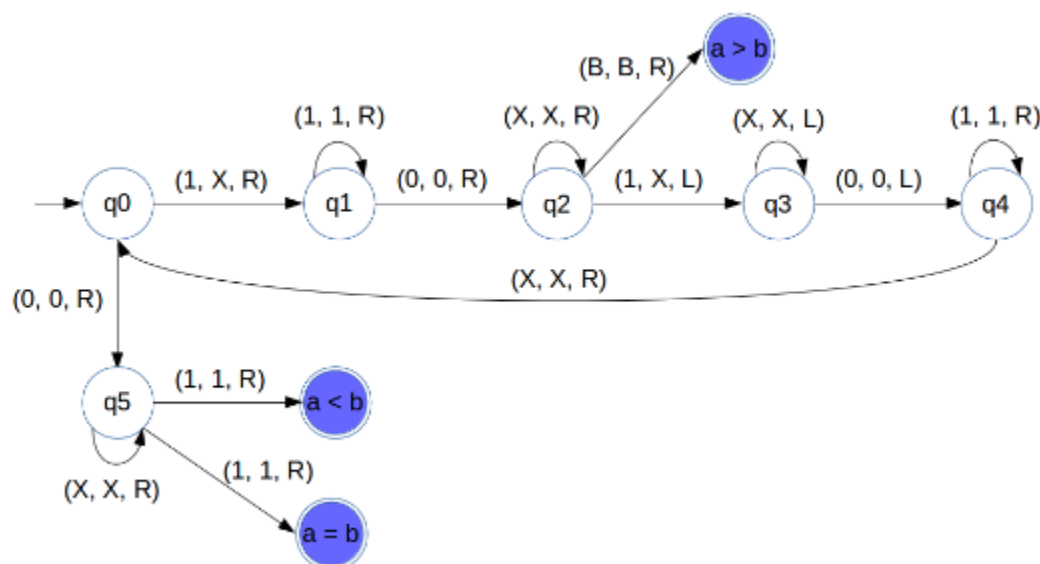 a > b
(B, B, R)
(1, 1, R)
(X, X, R)
(X, X, L)
(1, 1, R)
q0
(1, X, R)
q1
(0, 0, R)
q2
(1, X, L)
q3
(0, 0, L)
q4
(X, X, R)
(0, 0, R)
q5
(1, 1, R)
a < b
(X, X, R)
(1, 1, R)
a = b